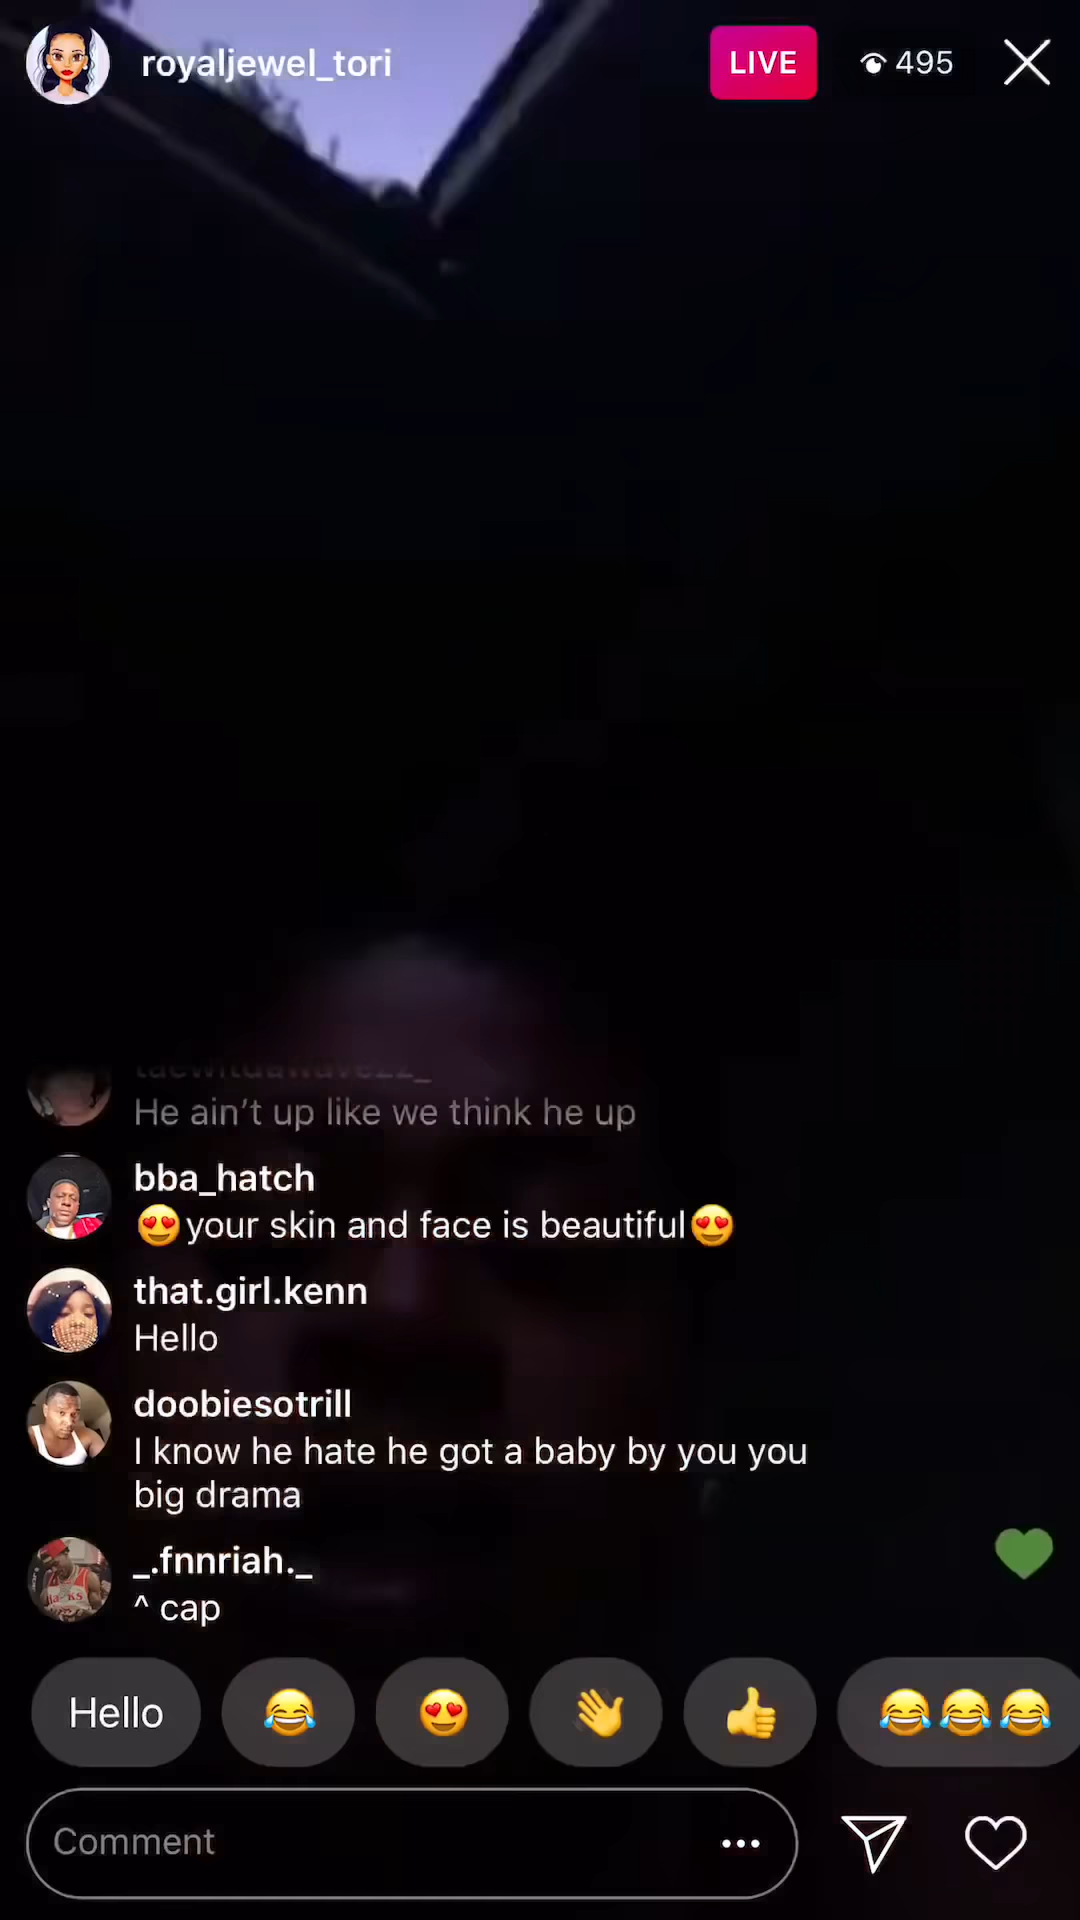 royaljewel_tori
LIVE
495
He ain’t up like we think he up
bba_hatch
😍your skin and face is beautiful😍
that.girl.kenn
Hello
doobiesotrill
I know he hate he got a baby by you you
big drama
_.fnnriah._
^ cap
Hello 😂 😍 👋 👍 😂😂😂
Comment